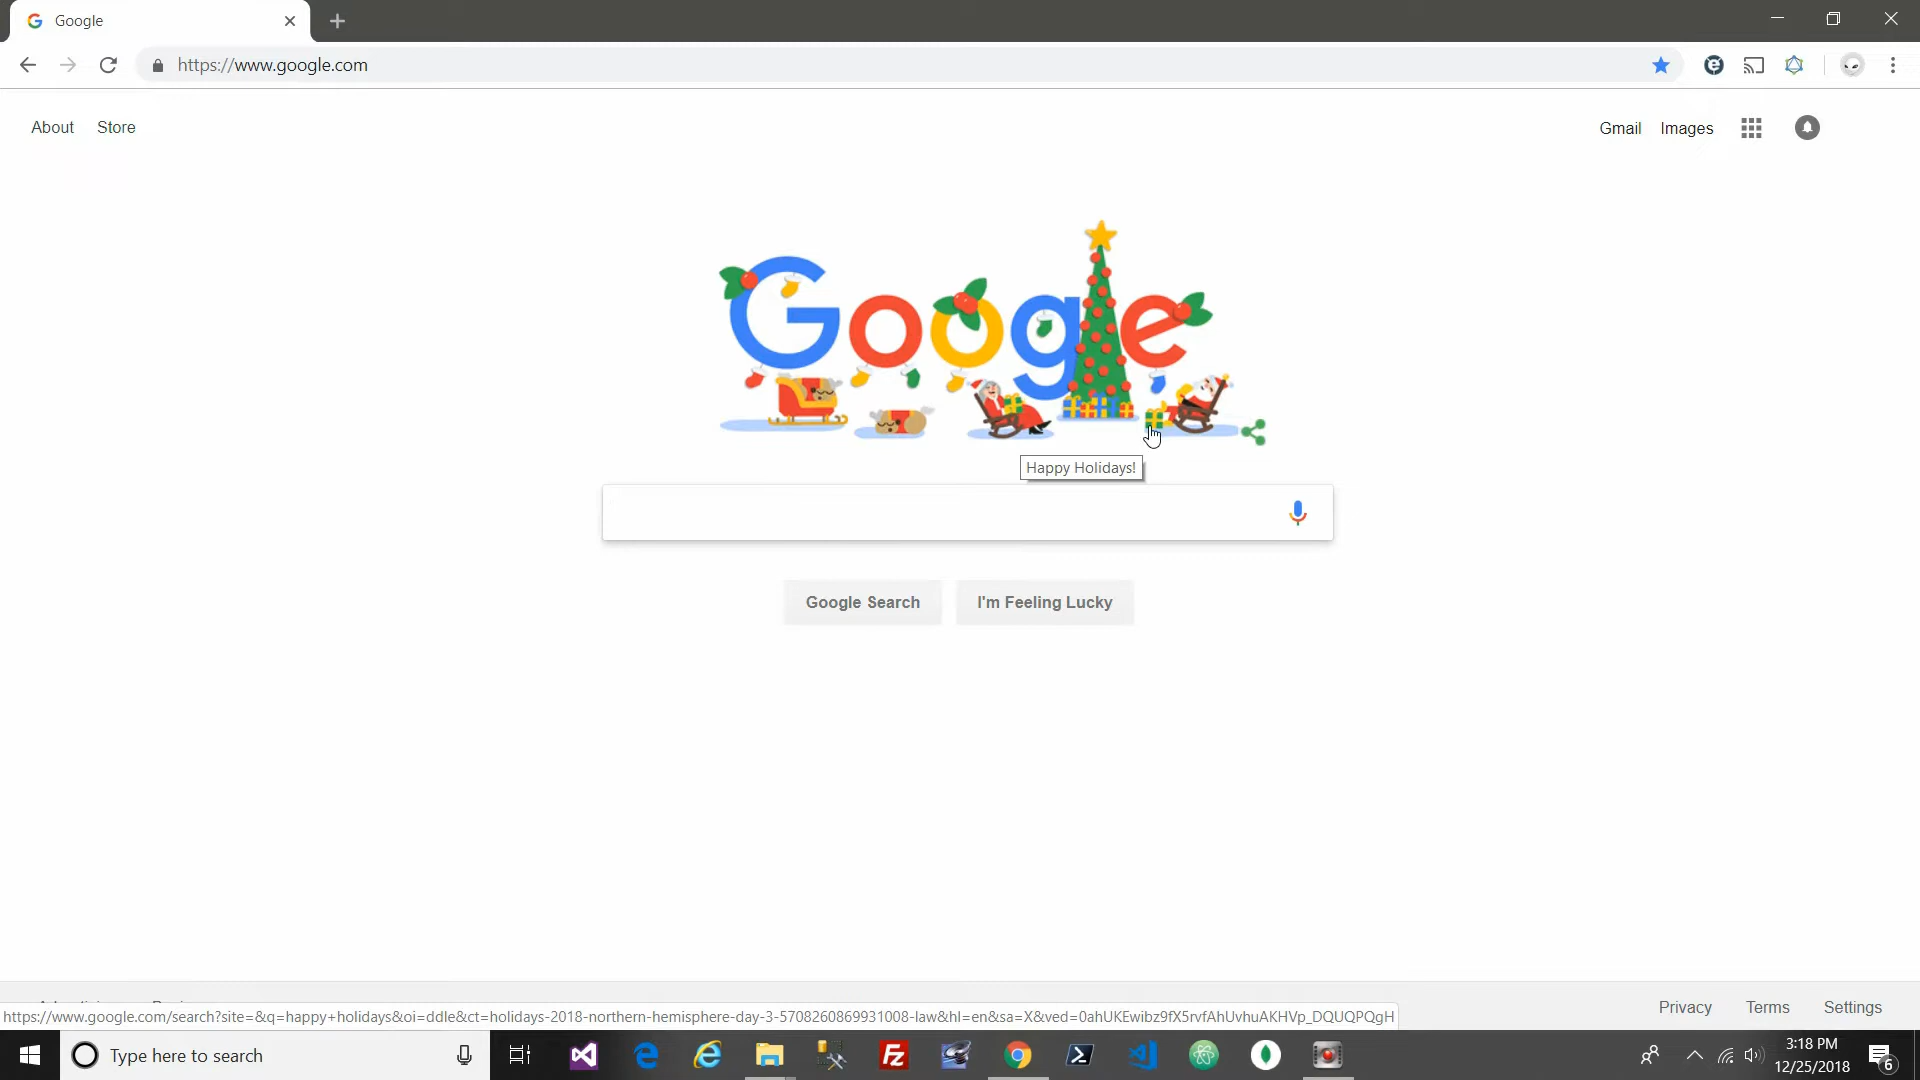 Google
https://www.google.com
About Store
Gmail Images
Google
Happy Holidays!
Google Search
I'm Feeling Lucky
Privacy Terms Settings
https://www.google.com/search?site=&q=happy+holidays&oi=ddle&ct=holidays-2018-northern-hemisphere-day-3-5708260869931008-law&hl=en&sa=X&ved=0ahUKEwibz9fX5rvfAhUvhuAKHVp_DQUQPQgH
Type here to search
3:18 PM
12/25/2018
6